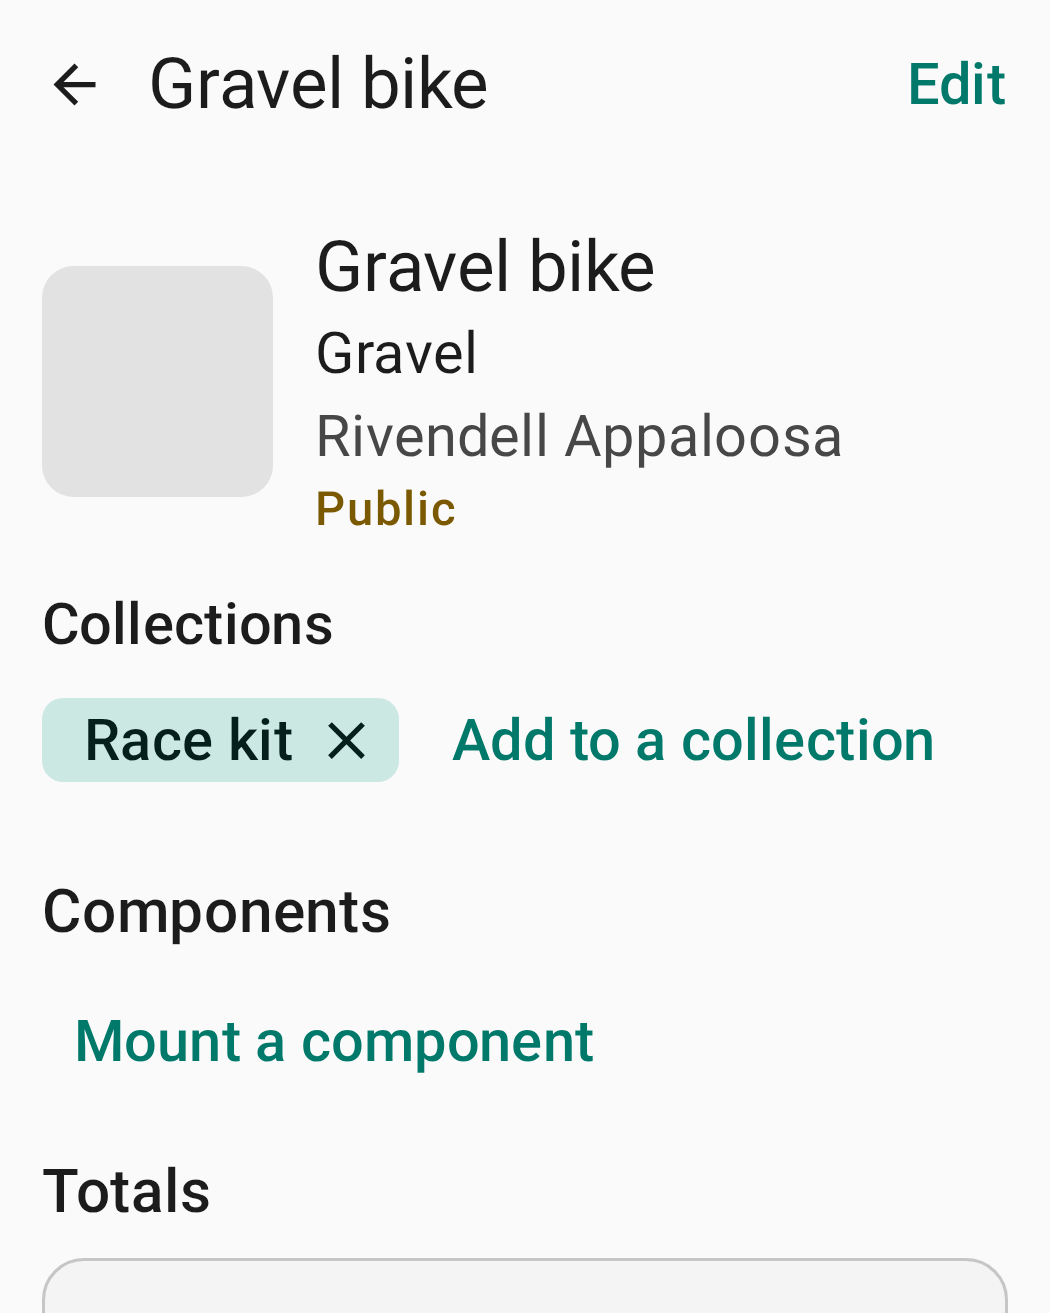 Gravel bike Edit
Gravel bike
Gravel
Rivendell Appaloosa
Public
Collections
Race kit Add to a collection
Components
Mount a component
Totals